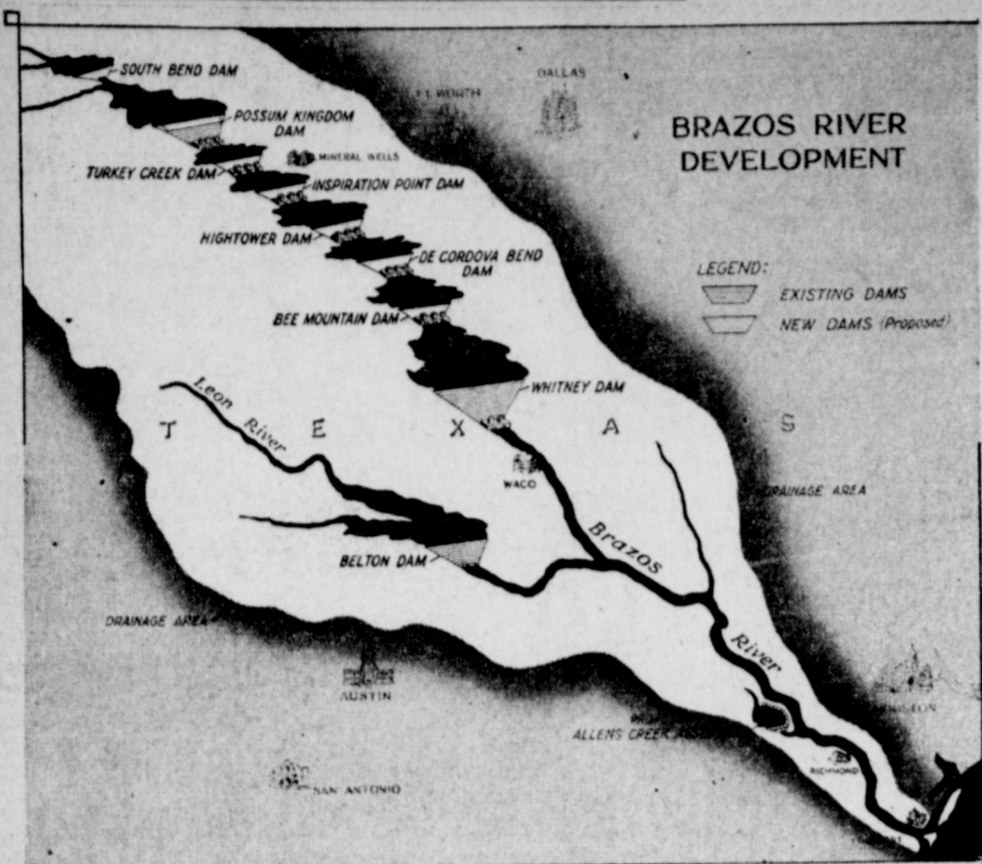 SOUTH BEND DAM
DALLAS
FT. WORTH
BRAZOS RIVER
DEVELOPMENT
POSSUM KINGDOM
DAM
MINERAL WELLS
TURKEY CREEK DAM
INSPIRATION POINT DAM
HIGHTOWER DAM
DE CORDOVA BEND
DAM
LEGEND:
EXISTING DAMS
NEW DAMS (Proposed)
BEE MOUNTAIN DAM
WHITNEY DAM
Leon
River
T E X A S
WACO
DRAINAGE AREA
Brazos
BELTON DAM
DRAINAGE AREA
River
AUSTIN
HOUSTON
ALLENS CREEK
RICHMOND
SAN ANTONIO